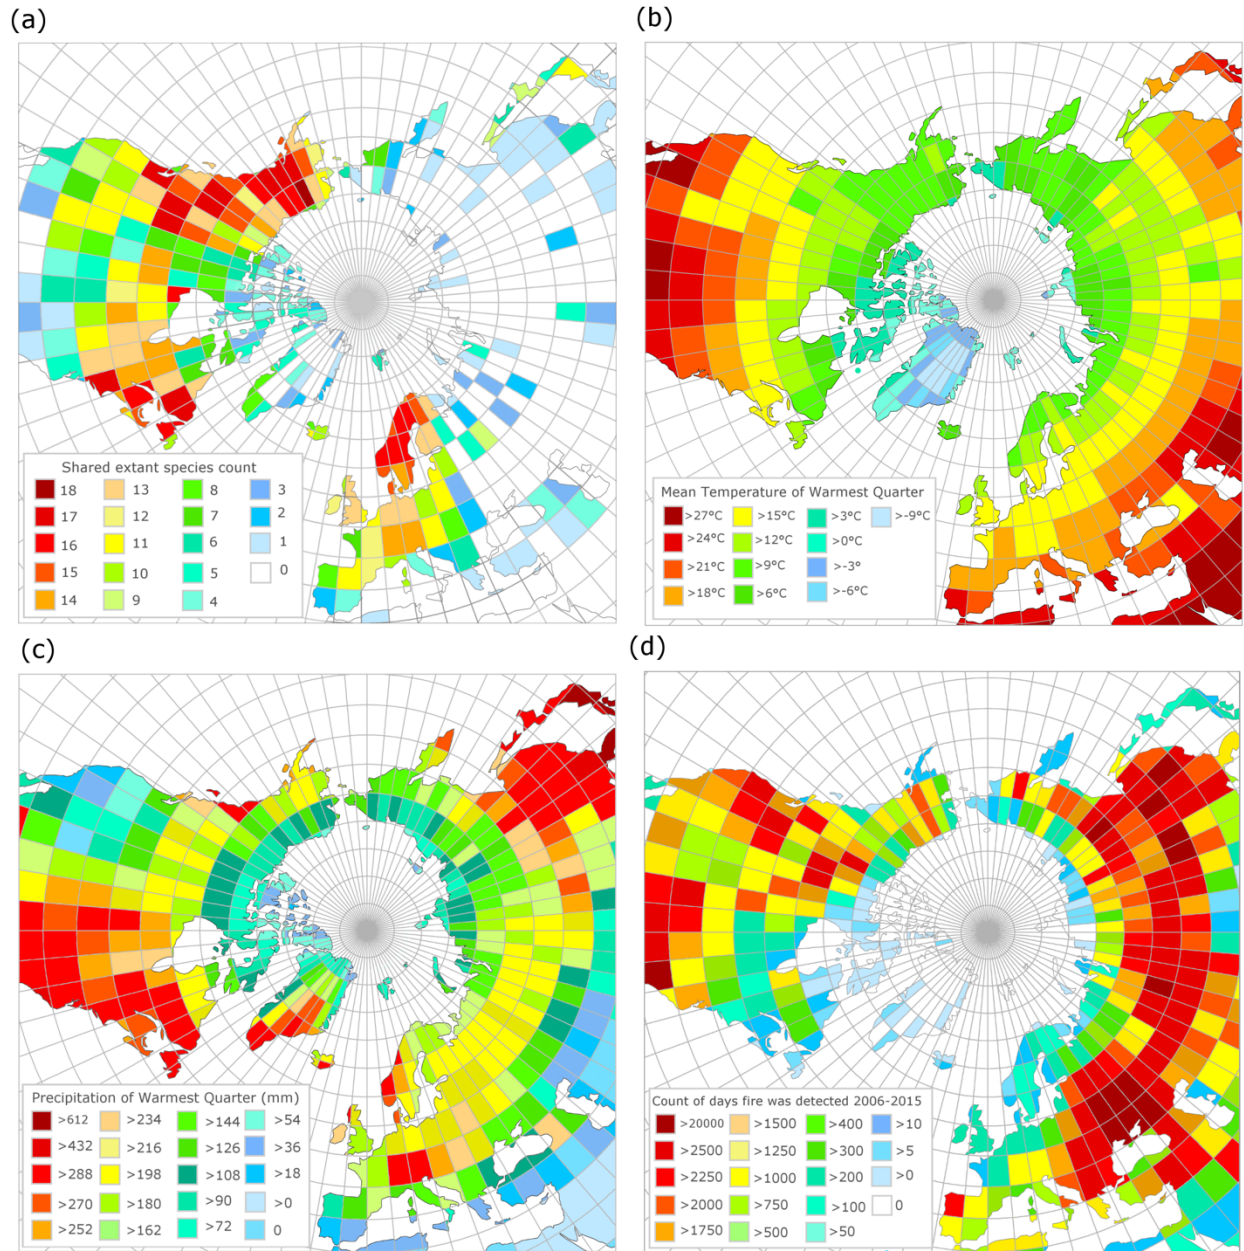 (a)
(b)
Shared extant species count
18 13 8 3
17 12 7 2
16 11 6 1
15 10 5 0
14 9 4
Mean Temperature of Warmest Quarter
>27°C >15°C >3°C >-9°C
>24°C >12°C >0°C
>21°C >9°C >-3°
>18°C >6°C >-6°C
(c)
(d)
Precipitation of Warmest Quarter (mm)
>612 >234 >144 >54
>432 >216 >126 >36
>288 >198 >108 >18
>270 >180 >90 >0
>252 >162 >72 0
Count of days fire was detected 2006-2015
>20000 >1500 >400 >10
>2500 >1250 >300 >5
>2250 >1000 >200 >0
>2000 >750 >100 0
>1750 >500 >50